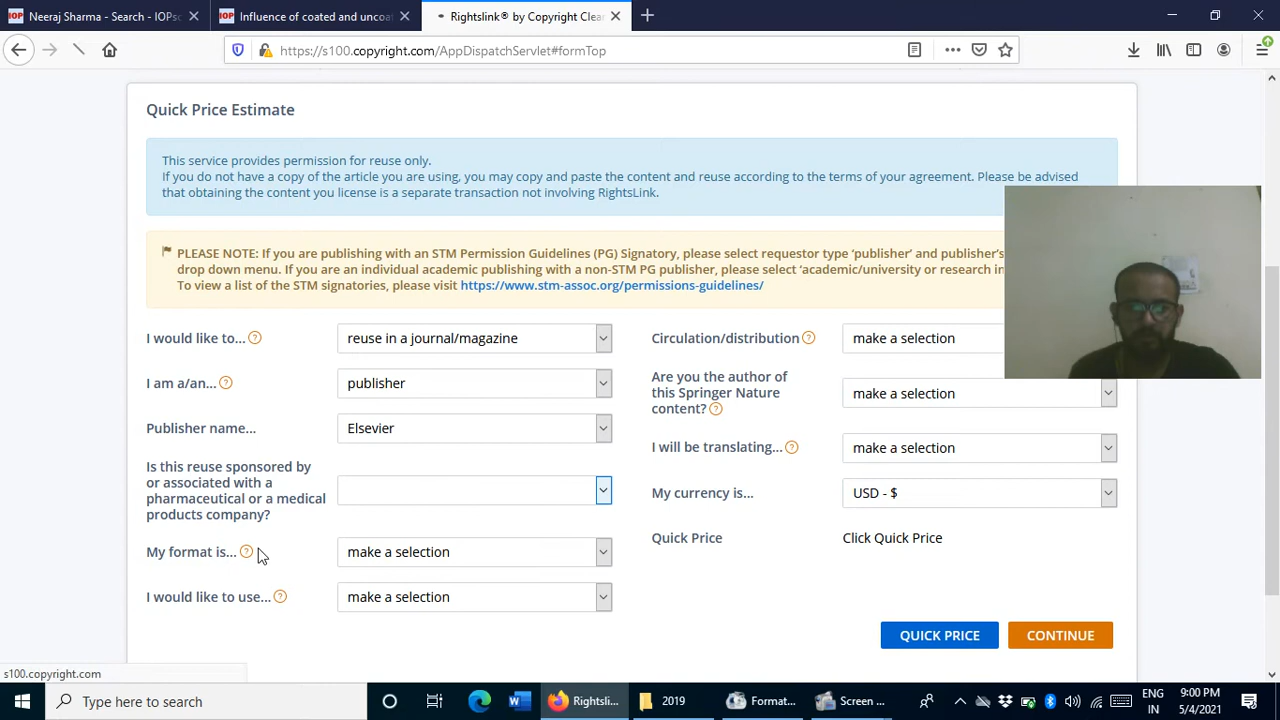 Neeraj Sharma - Search - IOPsc
Influence of coated and uncoat
Rightslink® by Copyright Clear
https://s100.copyright.com/AppDispatchServlet#formTop
Quick Price Estimate
This service provides permission for reuse only.
If you do not have a copy of the article you are using, you may copy and paste the content and reuse according to the terms of your agreement. Please be advised
that obtaining the content you license is a separate transaction not involving RightsLink.
PLEASE NOTE: If you are publishing with an STM Permission Guidelines (PG) Signatory, please select requestor type 'publisher' and publisher's
drop down menu. If you are an individual academic publishing with a non-STM PG publisher, please select 'academic/university or research in
To view a list of the STM signatories, please visit https://www.stm-assoc.org/permissions-guidelines/
I would like to... ? reuse in a journal/magazine
I am a/an... ? publisher
Publisher name... Elsevier
Is this reuse sponsored by
or associated with a
pharmaceutical or a medical
products company?
My format is... ? make a selection
I would like to use... ? make a selection
Circulation/distribution ? make a selection
Are you the author of
this Springer Nature
content? ? make a selection
I will be translating... ? make a selection
My currency is... USD - $
Quick Price Click Quick Price
QUICK PRICE CONTINUE
s100.copyright.com
Type here to search
Rightsli...
2019
Format...
Screen ...
ENG
IN
9:00 PM
5/4/2021